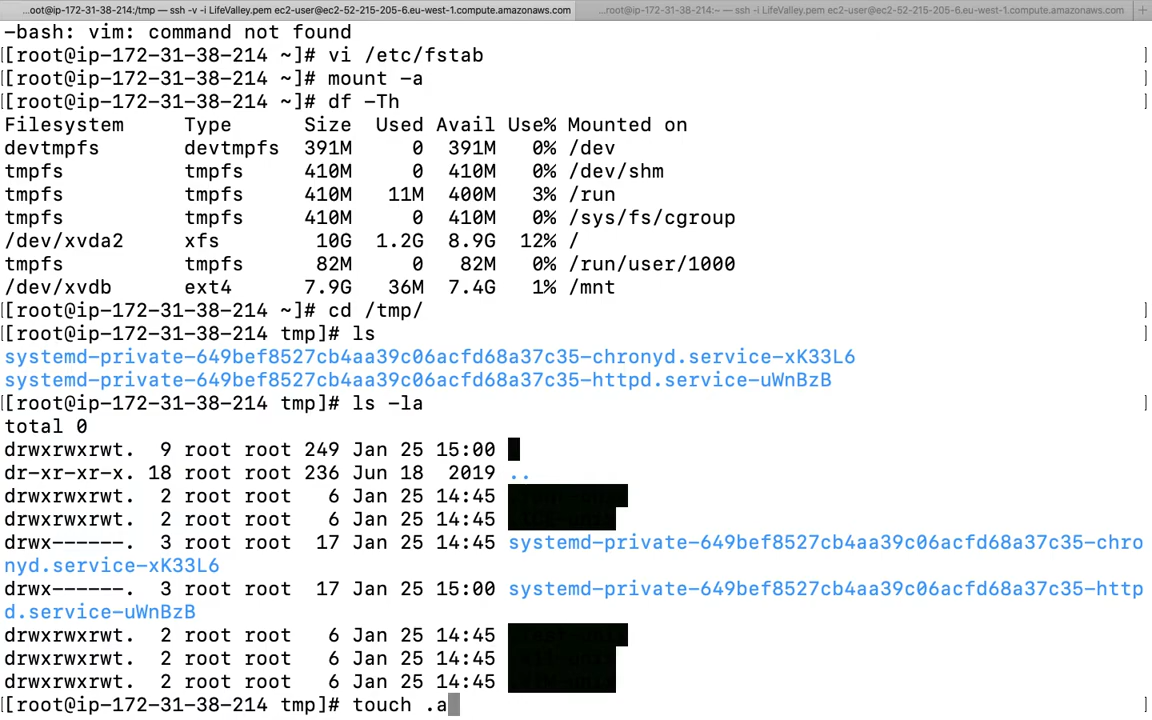 ...oot@ip-172-31-38-214:/tmp — ssh -v -i LifeValley.pem ec2-user@ec2-52-215-205-6.eu-west-1.compute.amazonaws.com
...root@ip-172-31-38-214:~ — ssh -i LifeValley.pem ec2-user@ec2-52-215-205-6.eu-west-1.compute.amazonaws.com
-bash: vim: command not found
[[root@ip-172-31-38-214 ~]# vi /etc/fstab ]
[[root@ip-172-31-38-214 ~]# mount -a ]
[[root@ip-172-31-38-214 ~]# df -Th ]
Filesystem Type Size Used Avail Use% Mounted on
devtmpfs devtmpfs 391M 0 391M 0% /dev
tmpfs tmpfs 410M 0 410M 0% /dev/shm
tmpfs tmpfs 410M 11M 400M 3% /run
tmpfs tmpfs 410M 0 410M 0% /sys/fs/cgroup
/dev/xvda2 xfs 10G 1.2G 8.9G 12% /
tmpfs tmpfs 82M 0 82M 0% /run/user/1000
/dev/xvdb ext4 7.9G 36M 7.4G 1% /mnt
[[root@ip-172-31-38-214 ~]# cd /tmp/ ]
[[root@ip-172-31-38-214 tmp]# ls ]
systemd-private-649bef8527cb4aa39c06acfd68a37c35-chronyd.service-xK33L6
systemd-private-649bef8527cb4aa39c06acfd68a37c35-httpd.service-uWnBzB
[[root@ip-172-31-38-214 tmp]# ls -la ]
total 0
drwxrwxrwt. 9 root root 249 Jan 25 15:00
dr-xr-xr-x. 18 root root 236 Jun 18 2019 ..
drwxrwxrwt. 2 root root 6 Jan 25 14:45
drwxrwxrwt. 2 root root 6 Jan 25 14:45
drwx------. 3 root root 17 Jan 25 14:45 systemd-private-649bef8527cb4aa39c06acfd68a37c35-chro
nyd.service-xK33L6
drwx------. 3 root root 17 Jan 25 15:00 systemd-private-649bef8527cb4aa39c06acfd68a37c35-http
d.service-uWnBzB
drwxrwxrwt. 2 root root 6 Jan 25 14:45
drwxrwxrwt. 2 root root 6 Jan 25 14:45
drwxrwxrwt. 2 root root 6 Jan 25 14:45
[[root@ip-172-31-38-214 tmp]# touch .a ]